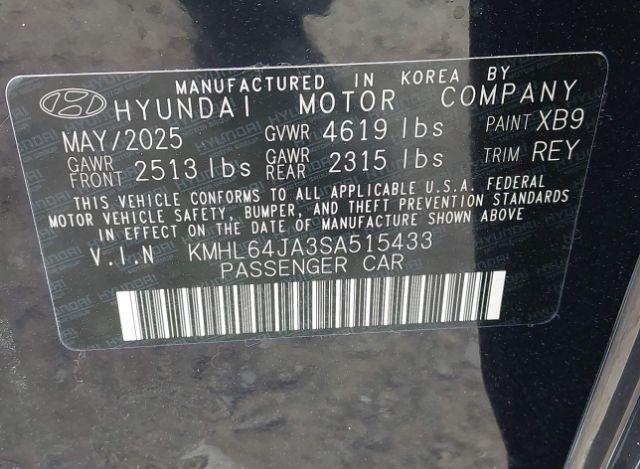 MANUFACTURED IN KOREA BY
HYUNDAI MOTOR COMPANY
MAY/2025 GVWR 4619 lbs PAINT XB9
GAWR FRONT 2513 lbs GAWR REAR 2315 lbs TRIM REY
THIS VEHICLE CONFORMS TO ALL APPLICABLE U.S.A. FEDERAL
MOTOR VEHICLE SAFETY, BUMPER, AND THEFT PREVENTION STANDARDS
IN EFFECT ON THE DATE OF MANUFACTURE SHOWN ABOVE.
V.I.N KMHL64JA3SA515433
PASSENGER CAR